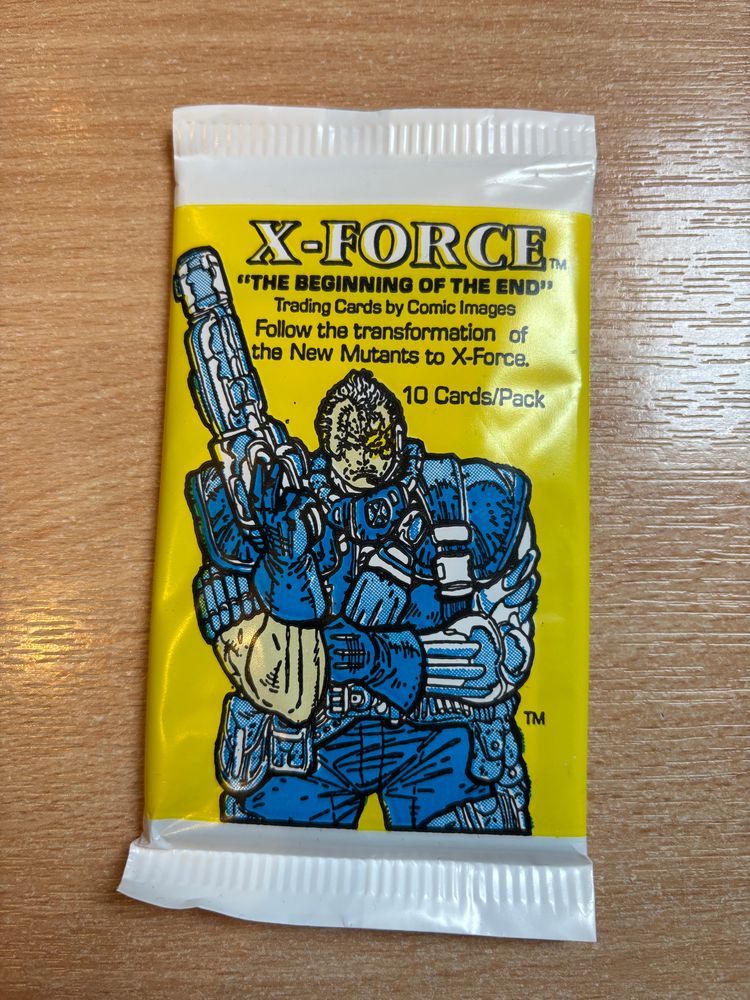 X-FORCE™
"THE BEGINNING OF THE END"
Trading Cards by Comic Images
Follow the transformation of
the New Mutants to X-Force.
10 Cards/Pack
X
TM